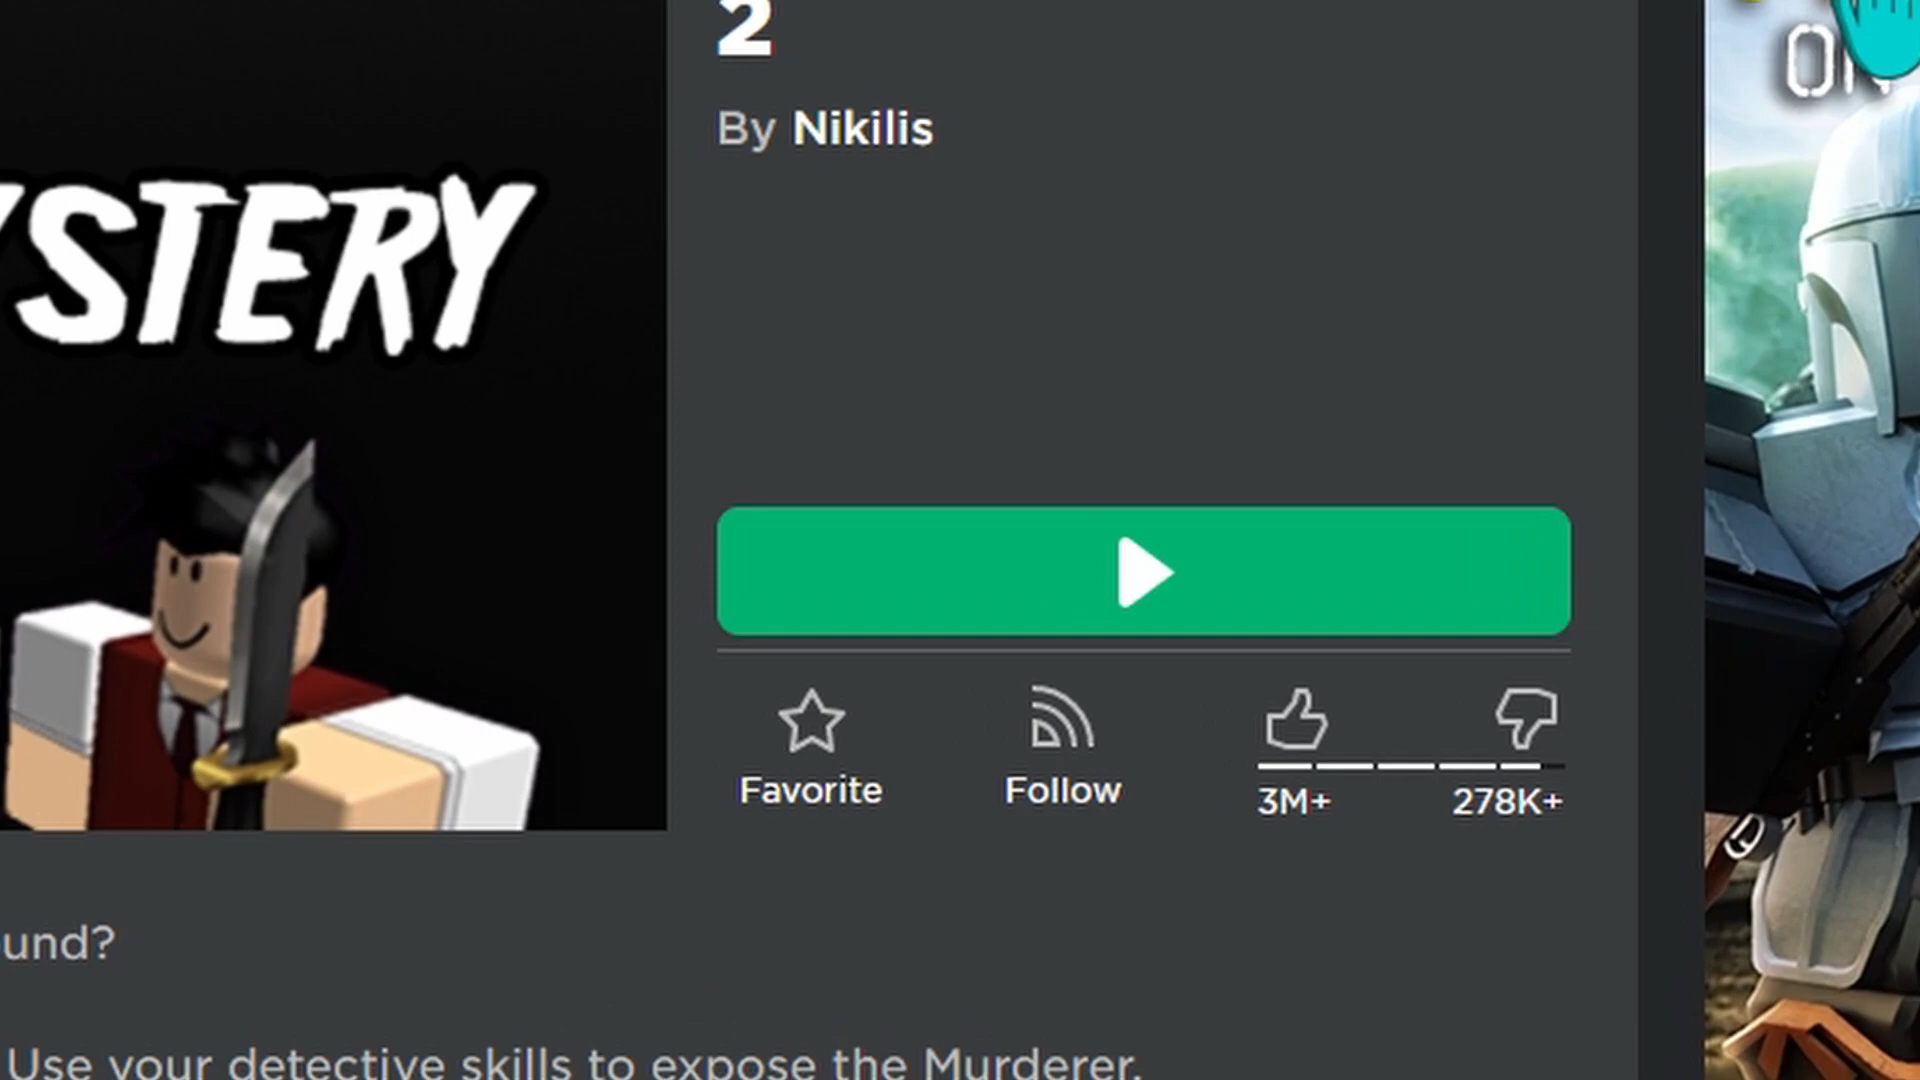 2
By Nikilis
YSTERY
Favorite
Follow
3M+
278K+
und?
Use your detective skills to expose the Murderer.